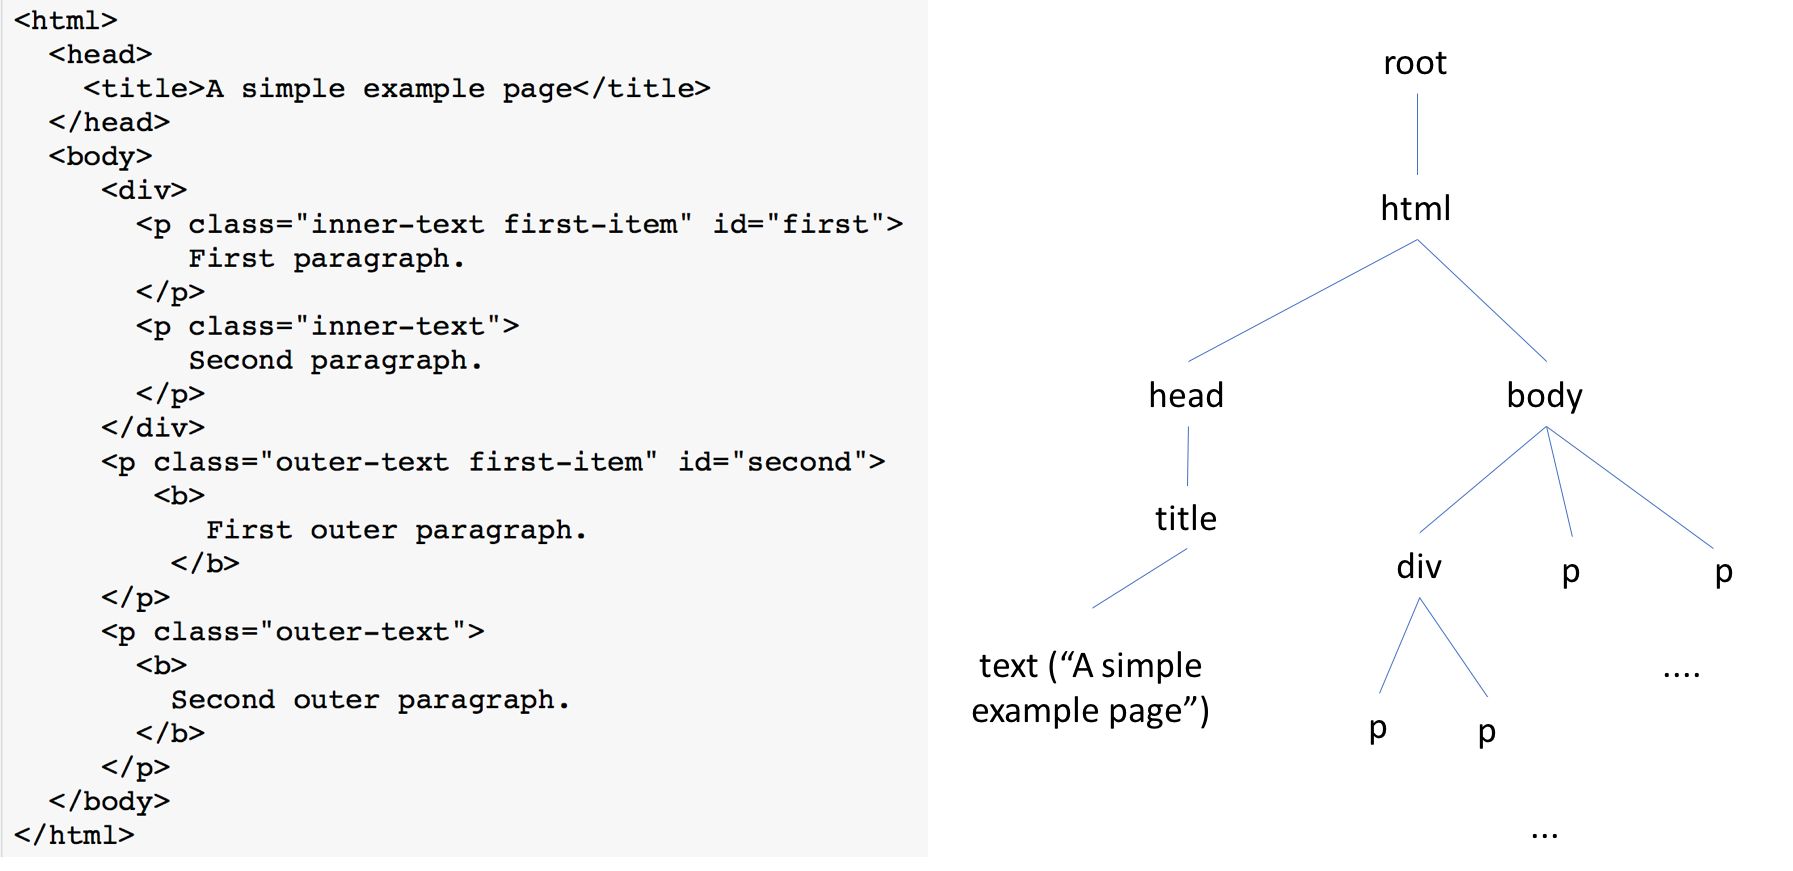 <html>
  <head>
    <title>A simple example page</title>
  </head>
  <body>
     <div>
       <p class="inner-text first-item" id="first">
          First paragraph.
       </p>
       <p class="inner-text">
          Second paragraph.
       </p>
     </div>
     <p class="outer-text first-item" id="second">
        <b>
           First outer paragraph.
         </b>
     </p>
     <p class="outer-text">
       <b>
         Second outer paragraph.
       </b>
     </p>
  </body>
</html>
root
html
head
body
title
div
p
p
text (“A simple
example page”)
....
p
p
...